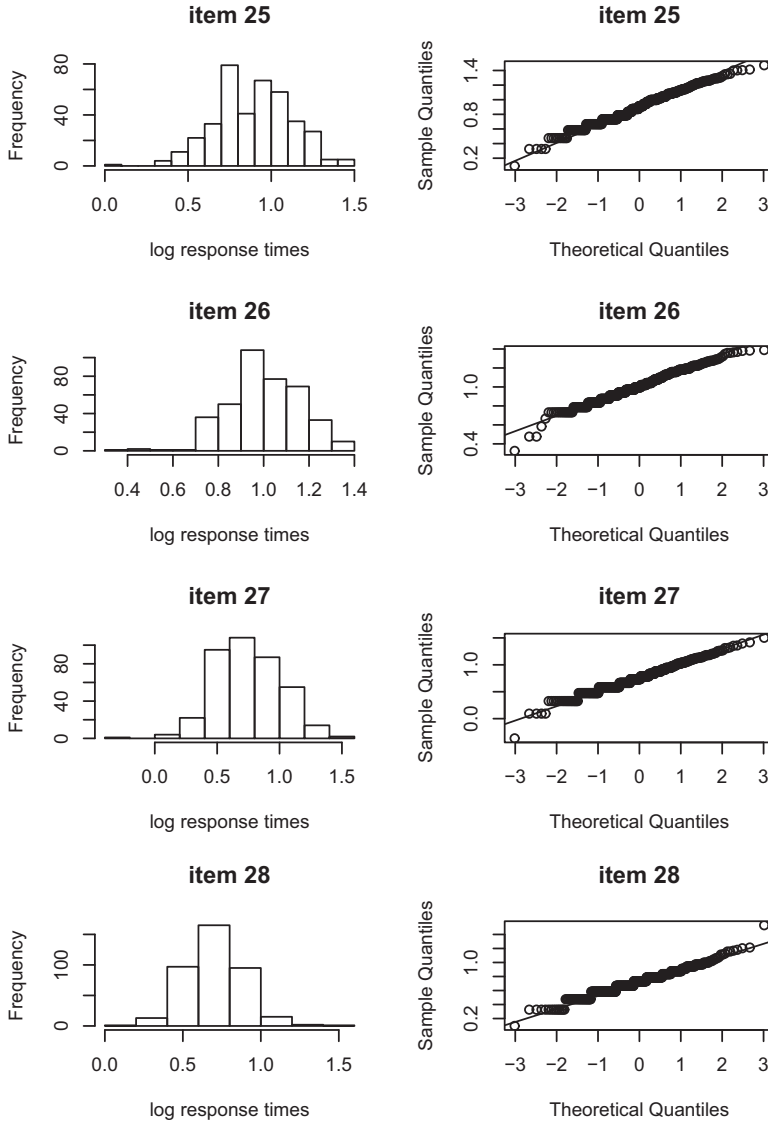 item 25
item 25
Frequency
0 40 80
0.0 0.5 1.0 1.5
log response times
Sample Quantiles
0.2 0.8 1.4
−3 −2 −1 0 1 2 3
Theoretical Quantiles
item 26
item 26
Frequency
0 40 80
0.4 0.6 0.8 1.0 1.2 1.4
log response times
Sample Quantiles
0.4 1.0
−3 −2 −1 0 1 2 3
Theoretical Quantiles
item 27
item 27
Frequency
0 40 80
0.0 0.5 1.0 1.5
log response times
Sample Quantiles
0.0 1.0
−3 −2 −1 0 1 2 3
Theoretical Quantiles
item 28
item 28
Frequency
0 100
0.0 0.5 1.0 1.5
log response times
Sample Quantiles
0.2 1.0
−3 −2 −1 0 1 2 3
Theoretical Quantiles